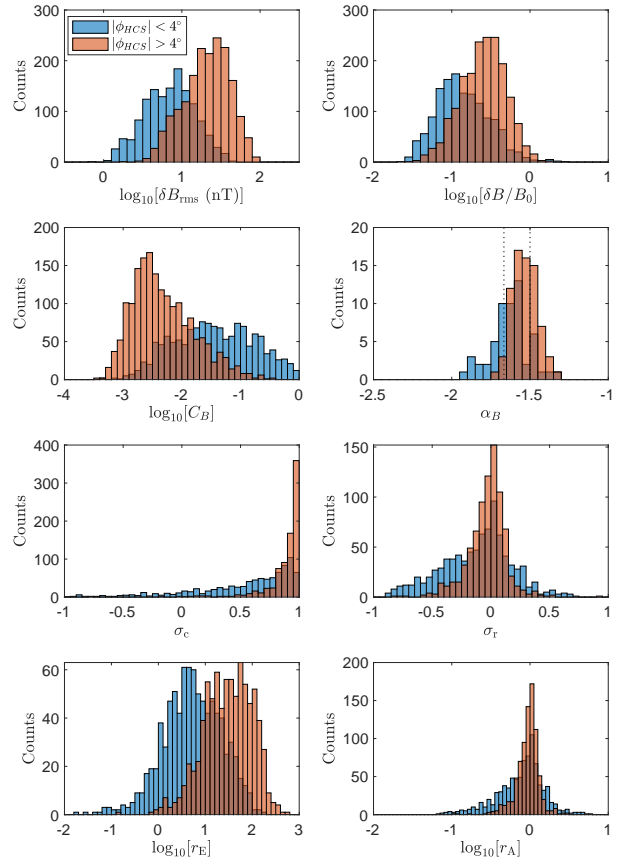 |φ_HCS| < 4°
|φ_HCS| > 4°
300
200
100
0
Counts
0 1 2
log₁₀[δB_rms (nT)]
300
200
100
0
Counts
-2 -1 0 1
log₁₀[δB/B₀]
200
150
100
50
0
Counts
-4 -3 -2 -1 0
log₁₀[C_B]
20
15
10
5
0
Counts
-2.5 -2 -1.5 -1
α_B
400
300
200
100
0
Counts
-1 -0.5 0 0.5 1
σ_c
150
100
50
0
Counts
-1 -0.5 0 0.5 1
σ_r
60
40
20
0
Counts
-2 -1 0 1 2 3
log₁₀[r_E]
200
150
100
50
0
Counts
-2 -1 0 1
log₁₀[r_A]